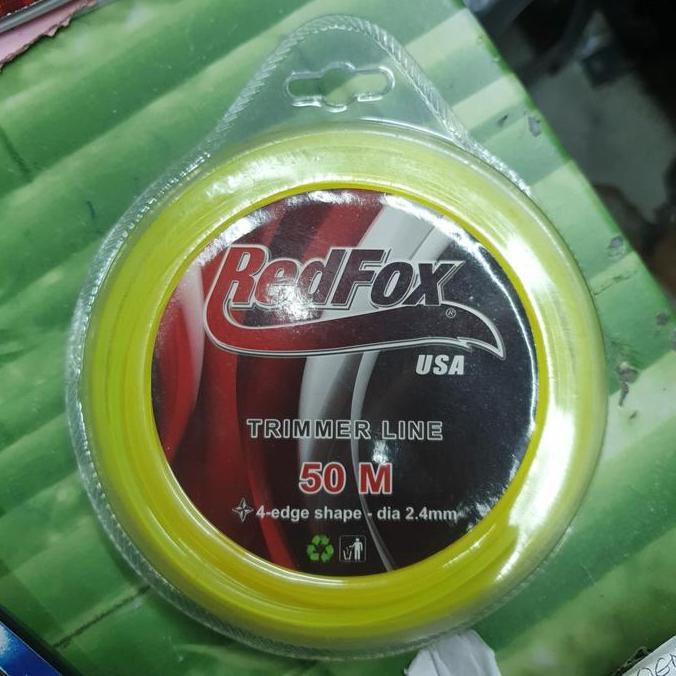 RedFox®
USA
TRIMMER LINE
50 M
4-edge shape - dia 2.4mm